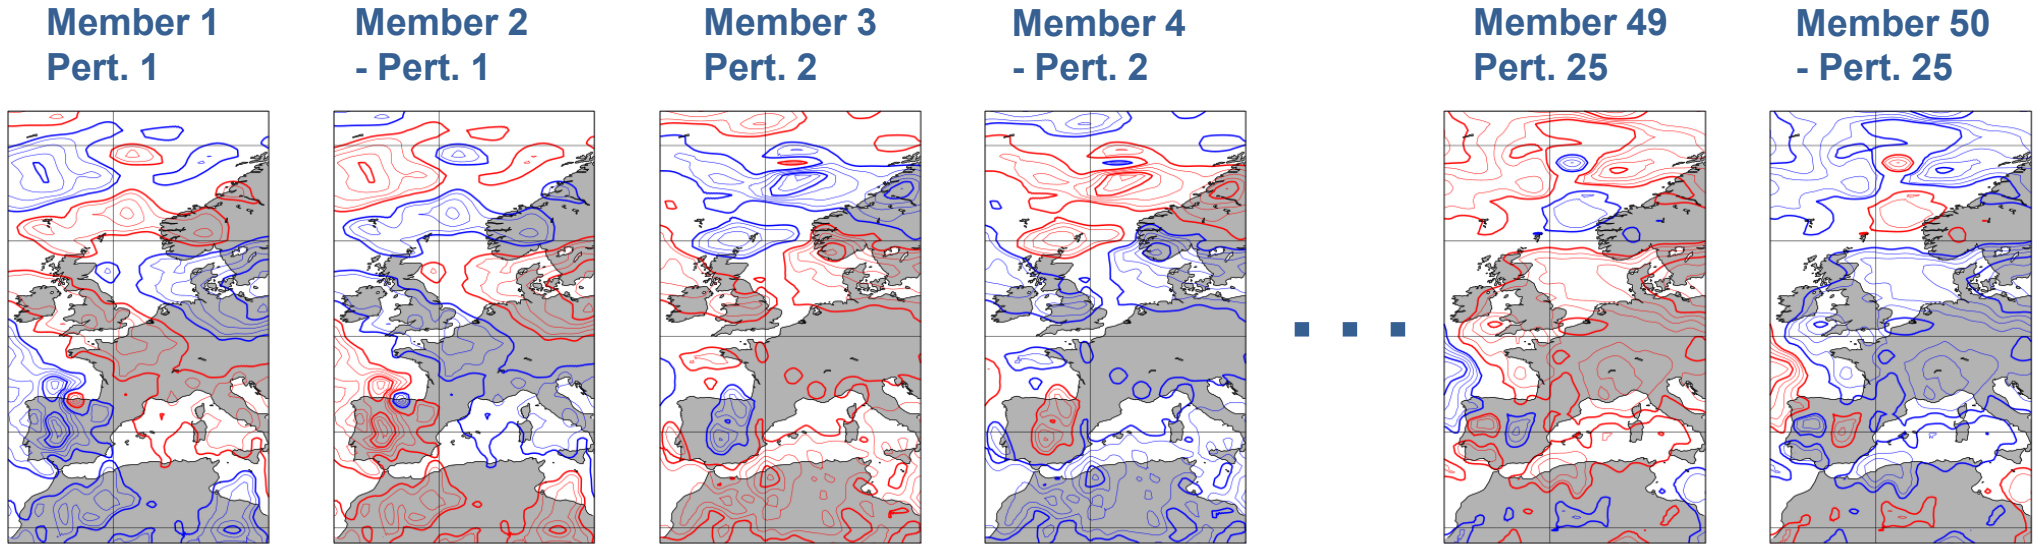 Member 1
Pert. 1
Member 2
- Pert. 1
Member 3
Pert. 2
Member 4
- Pert. 2
Member 49
Pert. 25
Member 50
- Pert. 25